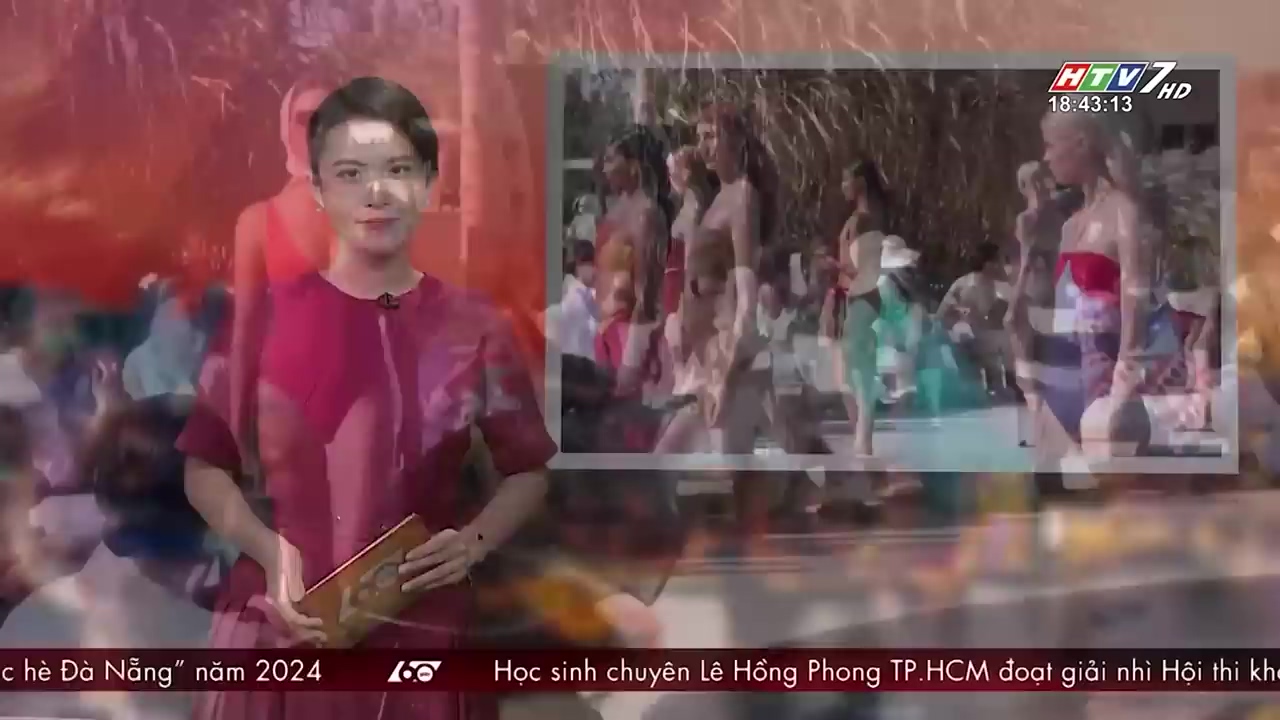 HTV7 HD
18:43:13
c hè Đà Nẵng” năm 2024 60 Học sinh chuyên Lê Hồng Phong TP.HCM đoạt giải nhì Hội thi